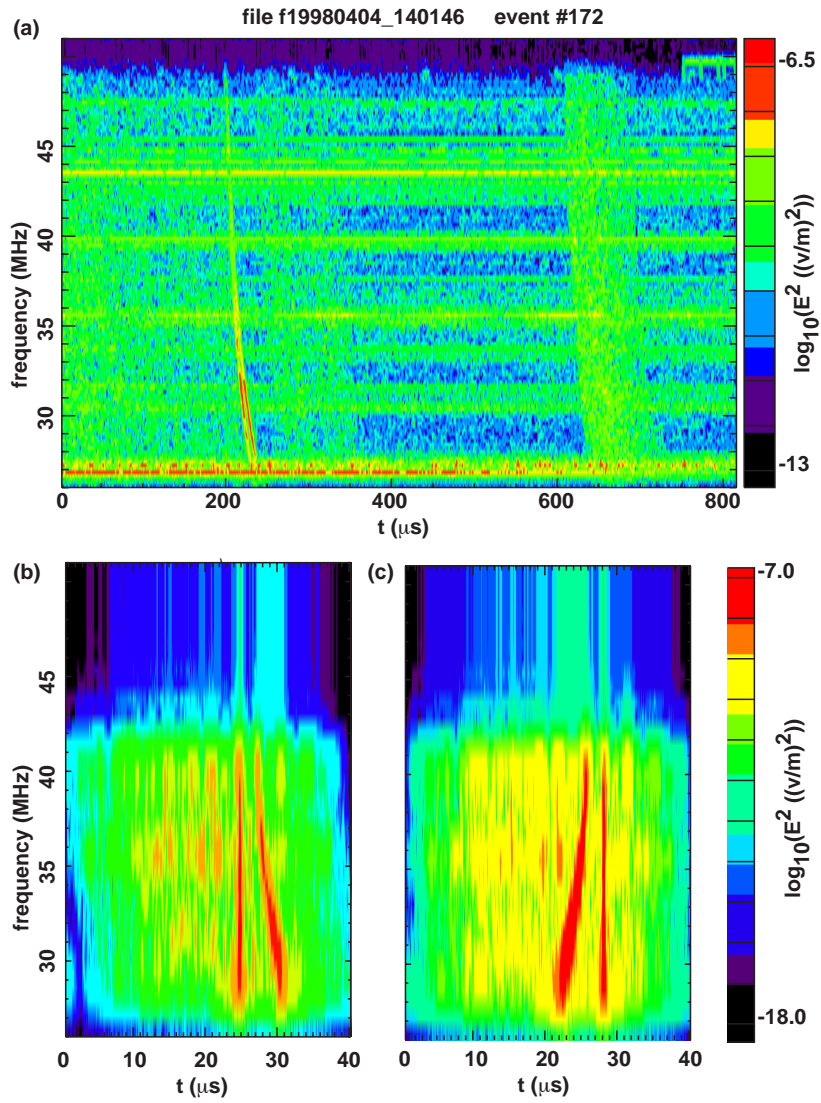 file f19980404_140146 event #172
(a)
frequency (MHz)
45
40
35
30
0 200 400 600 800
t (μs)
-6.5
-13
log10(E2 ((v/m)2))
(b)
frequency (MHz)
45
40
35
30
0 10 20 30 40
t (μs)
(c)
0 10 20 30 40
t (μs)
-7.0
-18.0
log10(E2 ((v/m)2))